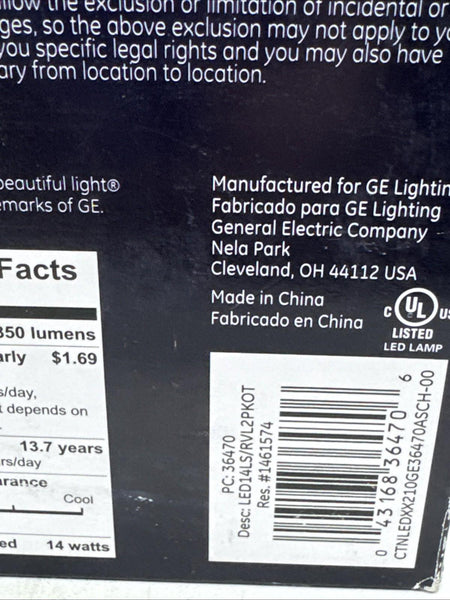 the exclusion or limitation of incidental or
ges, so the above exclusion may not apply to
you specific legal rights and you may also have
ary from location to location.
beautiful light®
emarks of GE.
Manufactured for GE Lightin
Fabricado para GE Lighting
General Electric Company
Nela Park
Cleveland, OH 44112 USA
Made in China
Fabricado en China
c UL us
LISTED
LED LAMP
Facts
850 lumens
arly $1.69
s/day,
t depends on
13.7 years
rs/day
arance
Cool
ed 14 watts
PC: 36470
Desc: LED14LS/RVL2PKOT
Res. #1461574
0 43168 36470 6
CTNLEDXX210GE36470ASCH-00